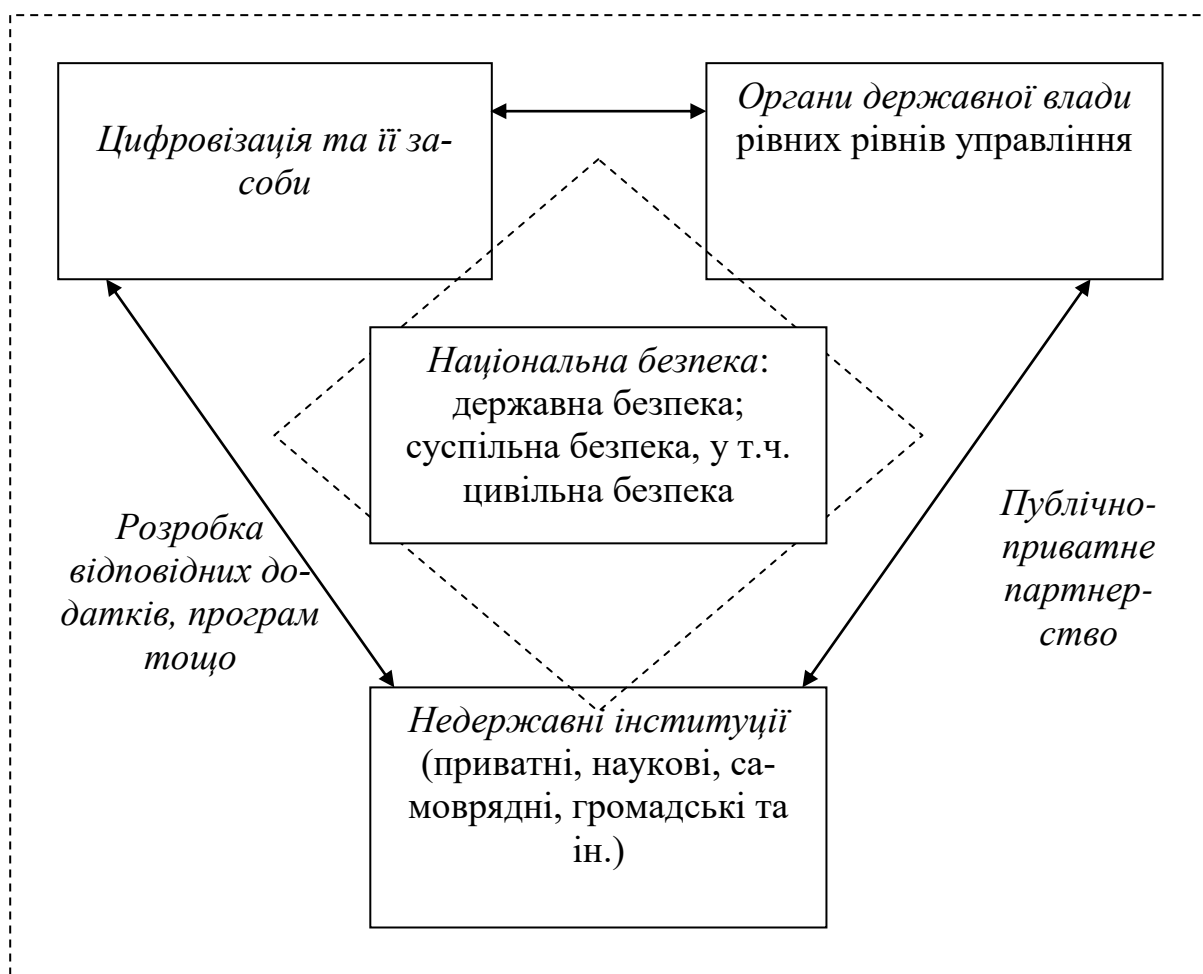 Цифровізація та її за-
соби
Органи державної влади
рівних рівнів управління
Національна безпека:
державна безпека;
суспільна безпека, у т.ч.
цивільна безпека
Розробка
відповідних до-
датків, програм
тощо
Публічно-
приватне
партнер-
ство
Недержавні інституції
(приватні, наукові, са-
моврядні, громадські та
ін.)